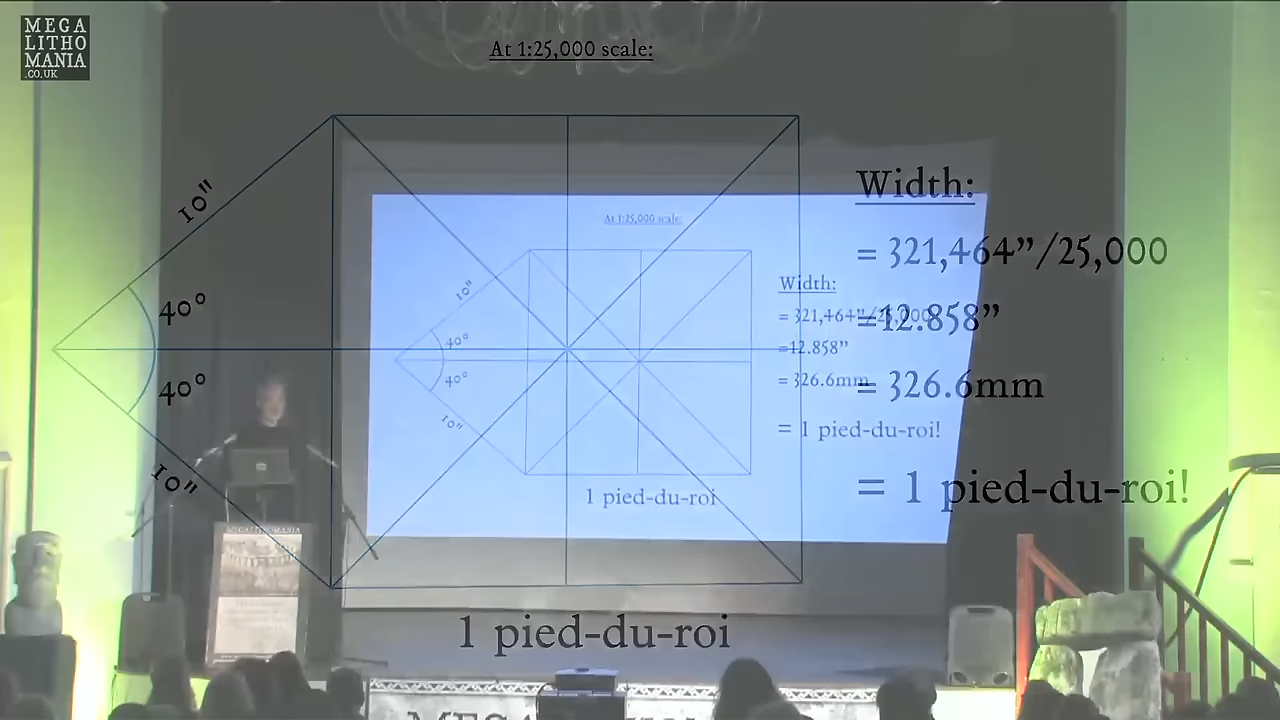 MEGA
LITHO
MANIA
.CO.UK
At 1:25,000 scale:
10"
40°
40°
10"
Width:
= 321,464"/25,000
=12.858"
= 326.6mm
= 1 pied-du-roi!
1 pied-du-roi
At 1:25,000 scale:
10"
40°
40°
10"
Width:
= 321,464"/25,000
=12.858"
= 326.6mm
= 1 pied-du-roi!
1 pied-du-roi
MEGALITHOMANIA